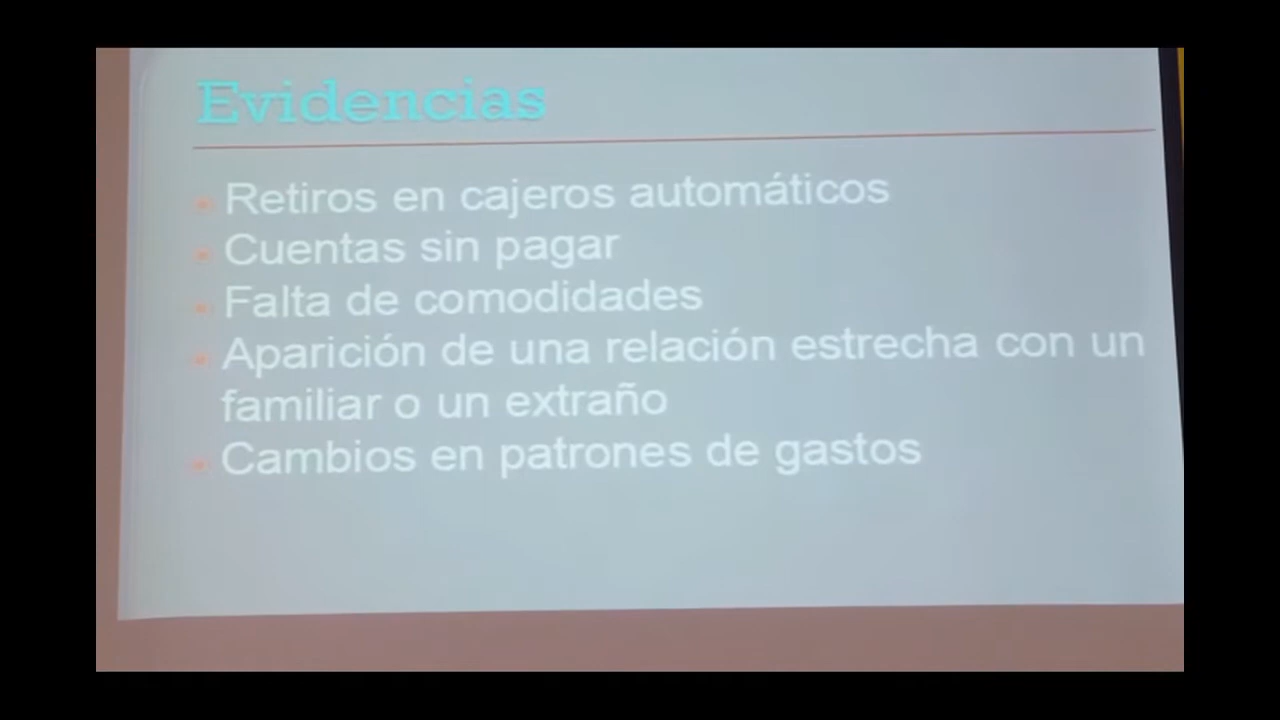 Evidencias
Retiros en cajeros automáticos
Cuentas sin pagar
Falta de comodidades
Aparición de una relación estrecha con un
familiar o un extraño
Cambios en patrones de gastos